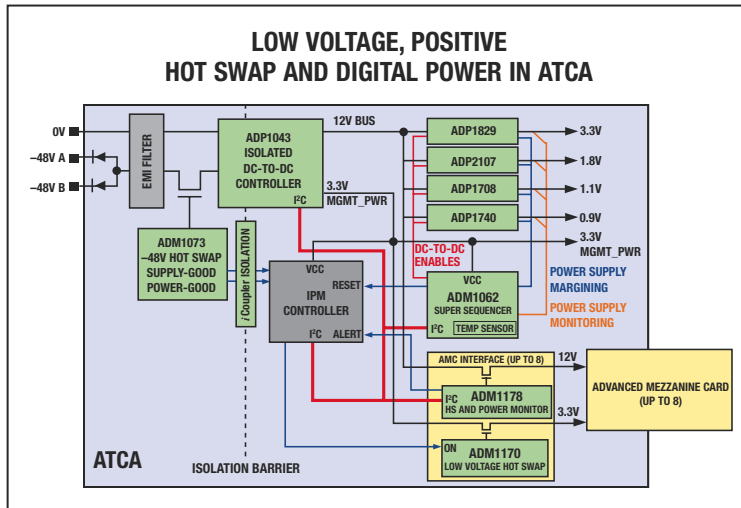 LOW VOLTAGE, POSITIVE
HOT SWAP AND DIGITAL POWER IN ATCA
0V
–48V A
–48V B
EMI FILTER
ADP1043
ISOLATED
DC-TO-DC
CONTROLLER
I²C
12V BUS
3.3V
MGMT_PWR
ADP1829
ADP2107
ADP1708
ADP1740
3.3V
1.8V
1.1V
0.9V
3.3V
MGMT_PWR
DC-TO-DC
ENABLES
ADM1073
–48V HOT SWAP
SUPPLY-GOOD
POWER-GOOD
iCoupler ISOLATION
VCC
RESET
IPM
CONTROLLER
I²C
ALERT
VCC
ADM1062
SUPER SEQUENCER
I²C
TEMP SENSOR
POWER SUPPLY
MARGINING
POWER SUPPLY
MONITORING
AMC INTERFACE (UP TO 8)
12V
I²C
ADM1178
HS AND POWER MONITOR
3.3V
ON
ADM1170
LOW VOLTAGE HOT SWAP
ADVANCED MEZZANINE CARD
(UP TO 8)
ATCA
ISOLATION BARRIER